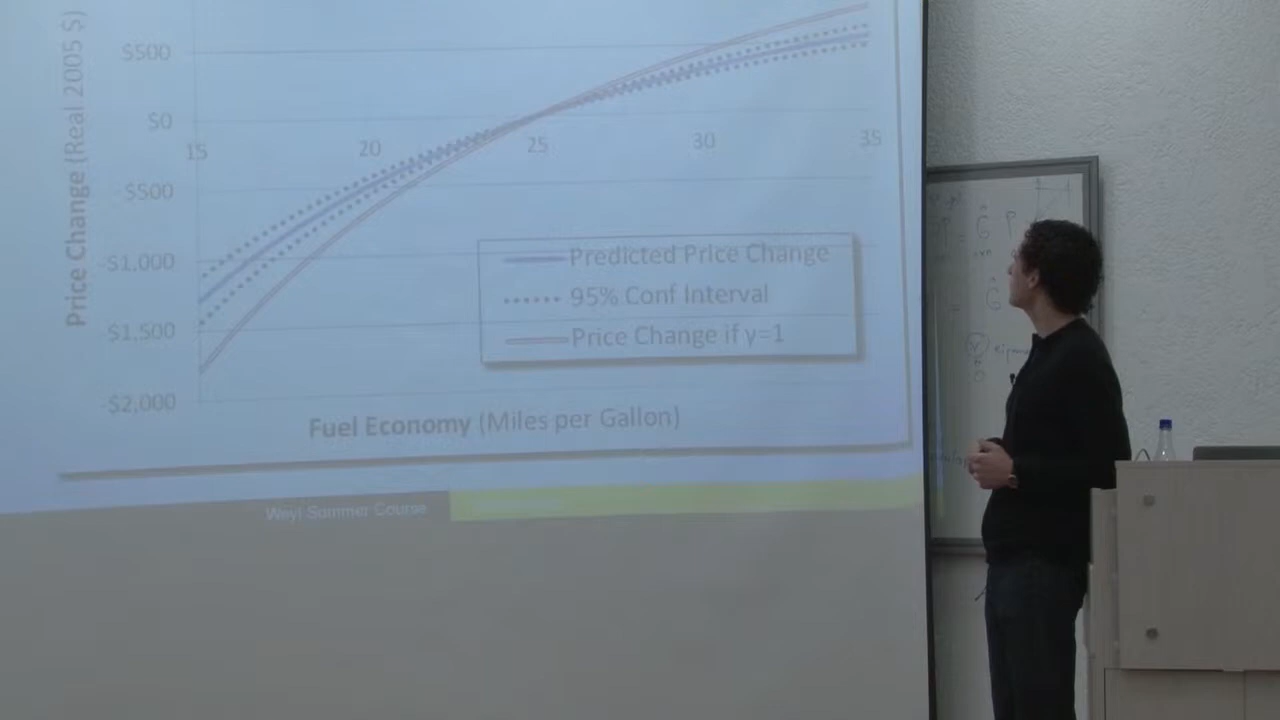 Price Change (Real 2005 $)
$500
$0
15
20
25
30
35
$500
-$1,000
$1,500
$2,000
Predicted Price Change
95% Conf Interval
Price Change if γ=1
Fuel Economy (Miles per Gallon)
Weyl Sommer Course